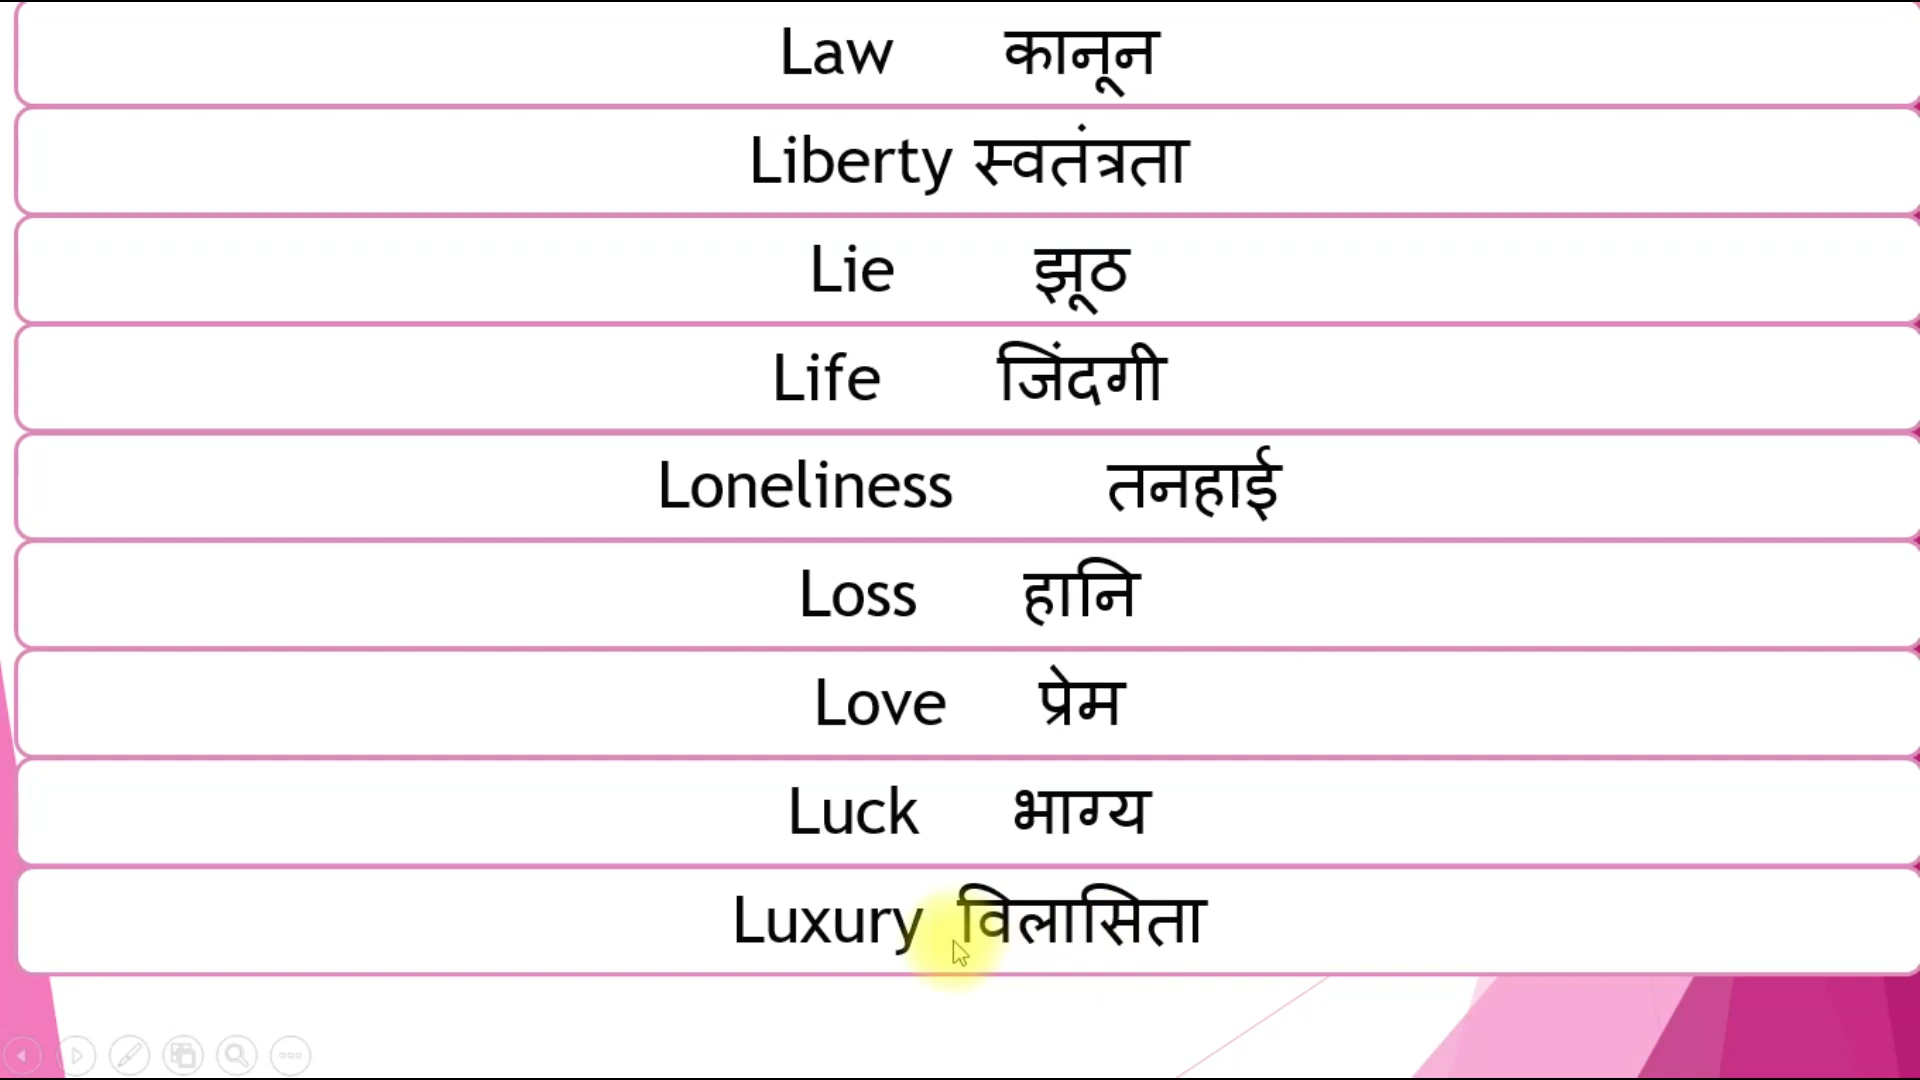 Law कानून
Liberty स्वतंत्रता
Lie झूठ
Life जिंदगी
Loneliness तनहाई
Loss हानि
Love प्रेम
Luck भाग्य
Luxury विलासिता